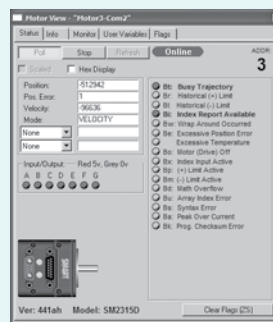 Motor View - "Motor3-Com2"
Status Info Monitor User Variables Flags
Poll Stop Refresh Online ADDR
3
Scaled Hex Display
Position: -512942
Pos. Error: 1
Velocity: -96636
Mode: VELOCITY
None
None
Input/Output: Red 5v, Grey 0v
A B C D E F G
Bt: Busy Trajectory
Br: Historical (+) Limit
Bl: Historical (-) Limit
Bi: Index Report Available
Bw: Wrap Around Occurred
Be: Excessive Position Error
Excessive Temperature
Bo: Motor (Drive) Off
Bx: Index Input Active
Bp: (+) Limit Active
Bm: (-) Limit Active
Bd: Math Overflow
Bu: Array Index Error
Bs: Syntax Error
Ba: Peak Over Current
Bk: Prog. Checksum Error
SMART
Ver: 441ah Model: SM2315D Clear Flags (ZS)